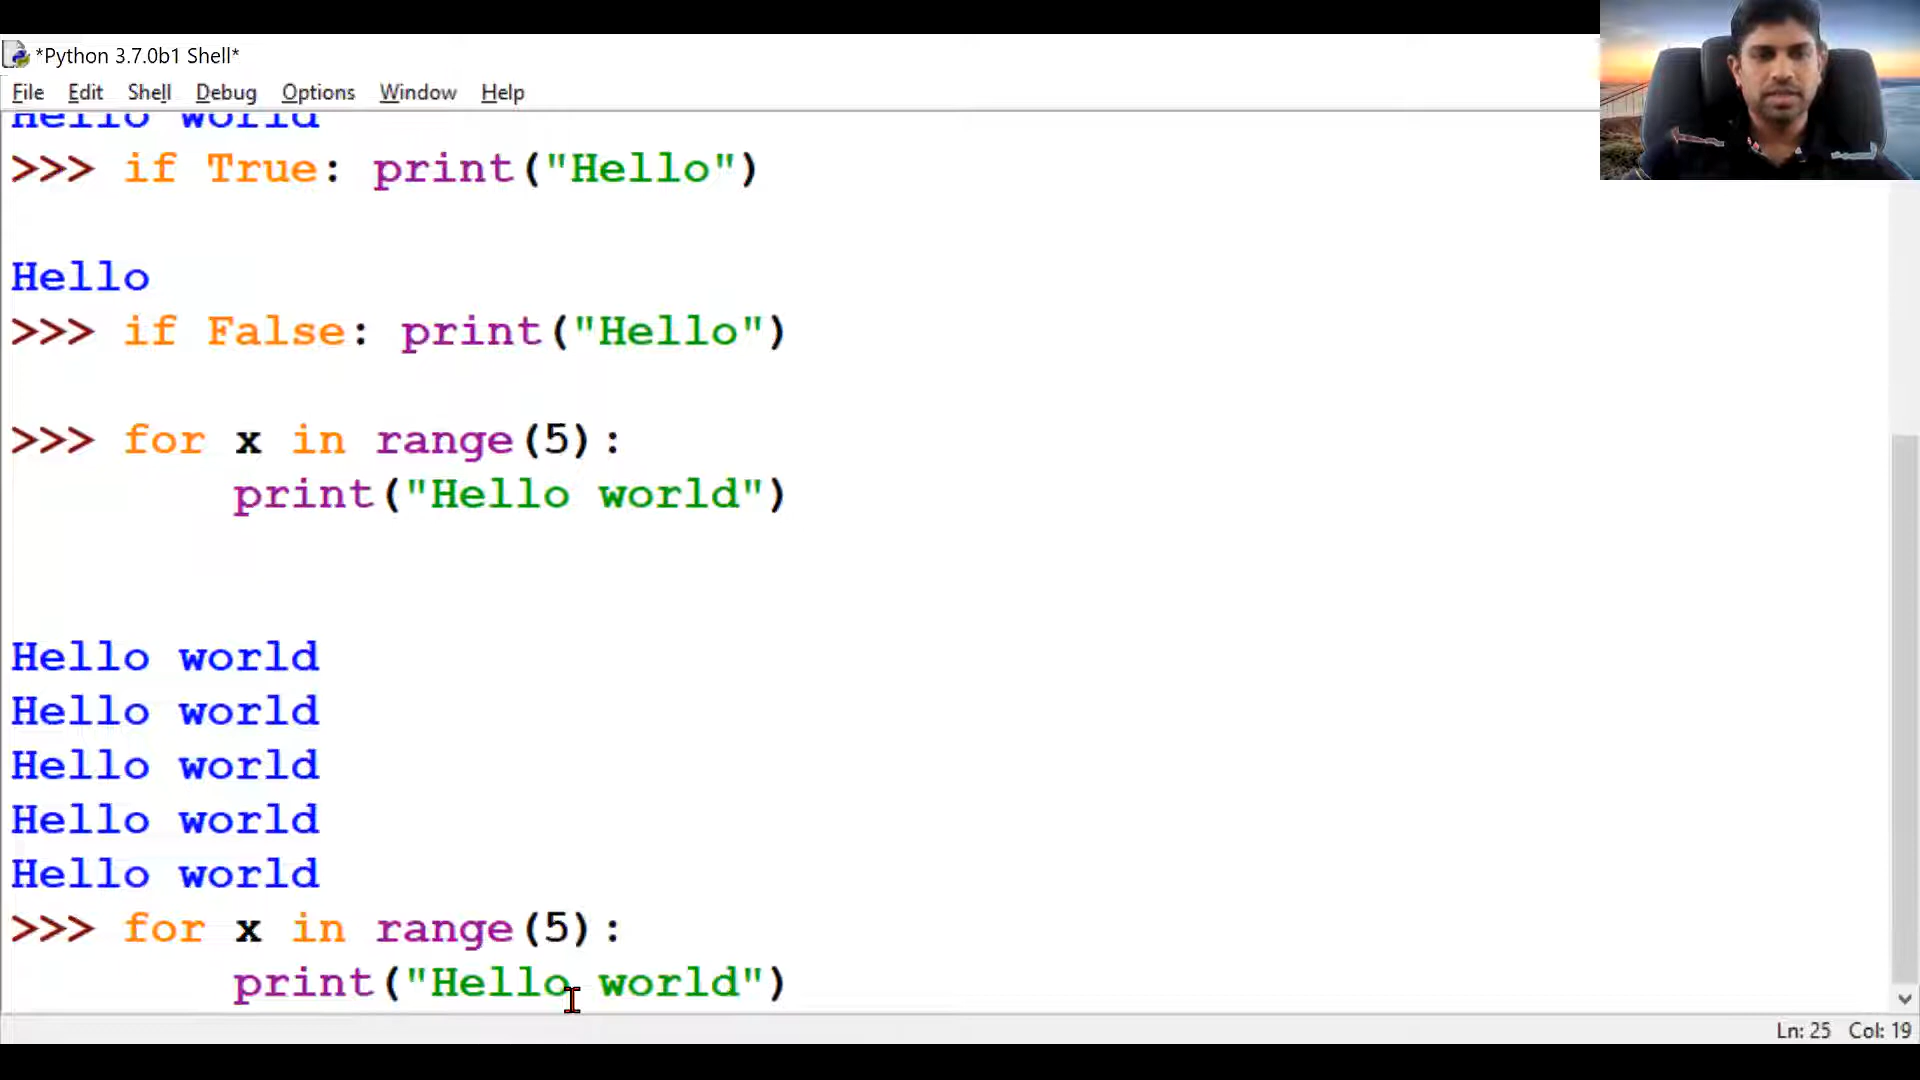 *Python 3.7.0b1 Shell*
File Edit Shell Debug Options Window Help
Hello world
>>> if True: print("Hello")
Hello
>>> if False: print("Hello")
>>> for x in range(5):
print("Hello world")
Hello world
Hello world
Hello world
Hello world
Hello world
>>> for x in range(5):
print("Hello world")
Ln: 25 Col: 19